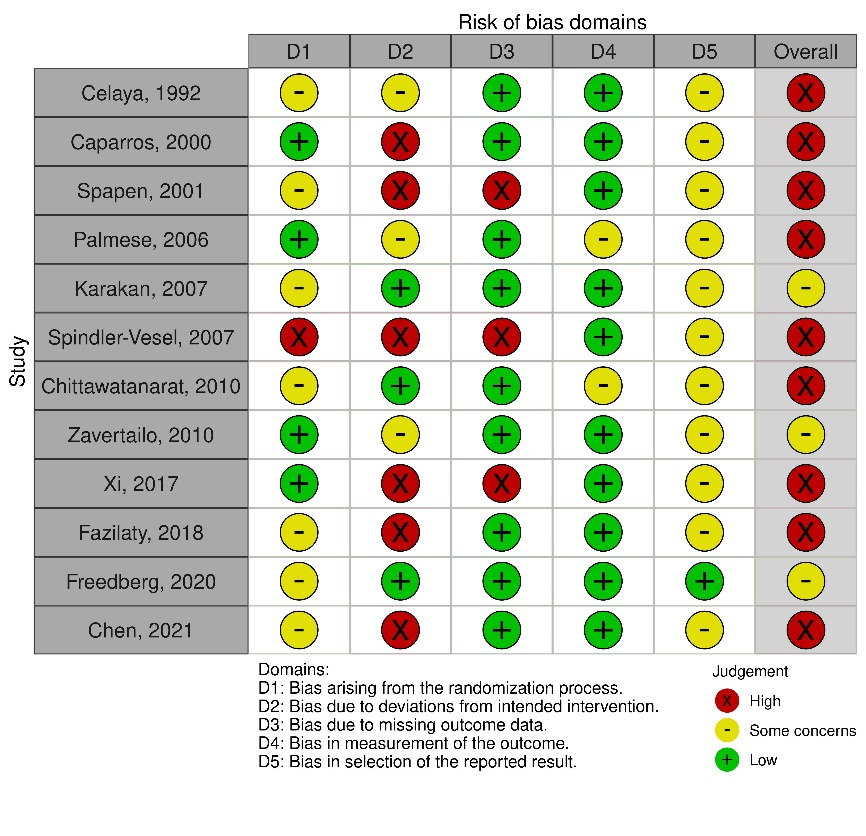 Risk of bias domains
D1 D2 D3 D4 D5 Overall
Study
Celaya, 1992 - - + + - X
Caparros, 2000 + X + + - X
Spapen, 2001 - X X + - X
Palmese, 2006 + - + - - X
Karakan, 2007 - + + + - -
Spindler-Vesel, 2007 X X X + - X
Chittawatanarat, 2010 - + + - - X
Zavertailo, 2010 + - + + - -
Xi, 2017 + X X + - X
Fazilaty, 2018 - X + + - X
Freedberg, 2020 - + + + + -
Chen, 2021 - X + + - X
Domains:
D1: Bias arising from the randomization process.
D2: Bias due to deviations from intended intervention.
D3: Bias due to missing outcome data.
D4: Bias in measurement of the outcome.
D5: Bias in selection of the reported result.
Judgement
X High
- Some concerns
+ Low